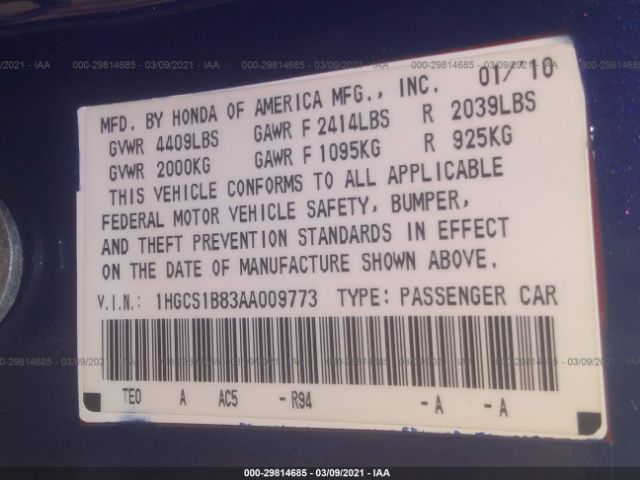 000-29814685 - 03/09/2021 - IAA
MFD. BY HONDA OF AMERICA MFG., INC. 01/10
GVWR 4409LBS GAWR F 2414LBS R 2039LBS
GVWR 2000KG GAWR F 1095KG R 925KG
THIS VEHICLE CONFORMS TO ALL APPLICABLE
FEDERAL MOTOR VEHICLE SAFETY, BUMPER,
AND THEFT PREVENTION STANDARDS IN EFFECT
ON THE DATE OF MANUFACTURE SHOWN ABOVE.
V.I.N.: 1HGCS1B83AA009773 TYPE: PASSENGER CAR
TE0 A AC5 - R94 - A - A
000-29814685 - 03/09/2021 - IAA